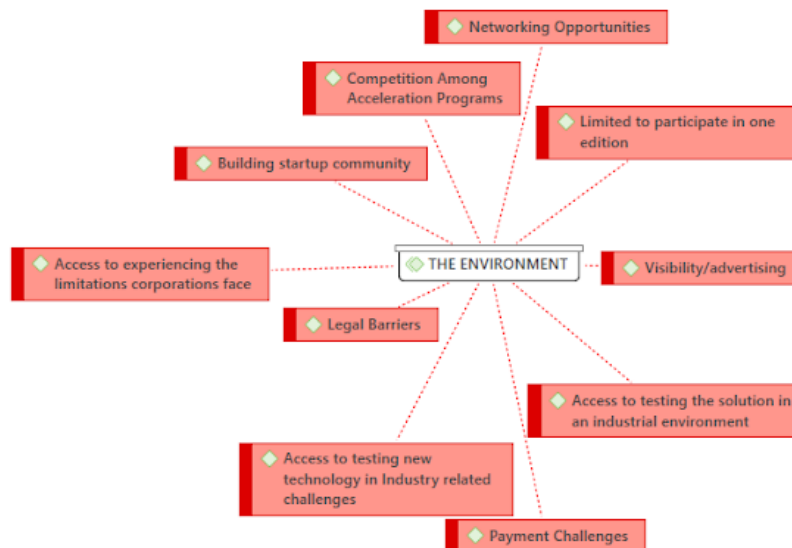 Networking Opportunities
Competition Among
Acceleration Programs
Limited to participate in one
edition
Building startup community
Access to experiencing the
limitations corporations face
THE ENVIRONMENT
Visibility/advertising
Legal Barriers
Access to testing the solution in
an industrial environment
Access to testing new
technology in Industry related
challenges
Payment Challenges